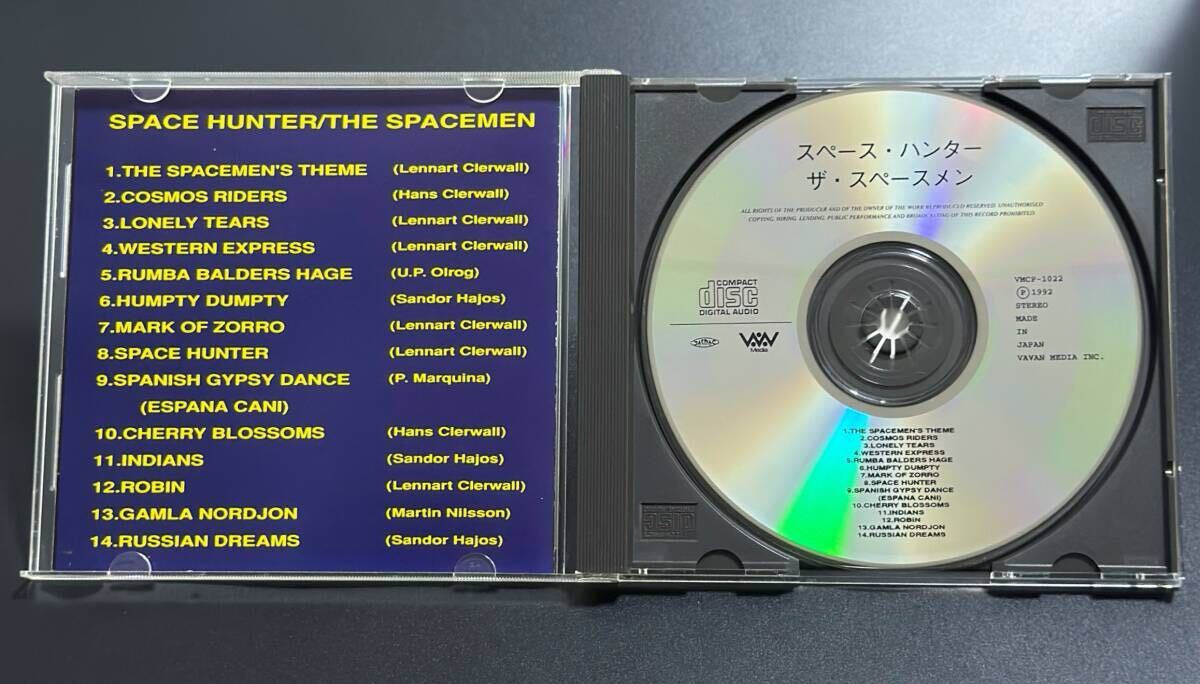 SPACE HUNTER/THE SPACEMEN
1.THE SPACEMEN'S THEME (Lennart Clerwall)
2.COSMOS RIDERS (Hans Clerwall)
3.LONELY TEARS (Lennart Clerwall)
4.WESTERN EXPRESS (Lennart Clerwall)
5.RUMBA BALDERS HAGE (U.P. Olrog)
6.HUMPTY DUMPTY (Sandor Hajos)
7.MARK OF ZORRO (Lennart Clerwall)
8.SPACE HUNTER (Lennart Clerwall)
9.SPANISH GYPSY DANCE (P. Marquina)
(ESPANA CANI)
10.CHERRY BLOSSOMS (Hans Clerwall)
11.INDIANS (Sandor Hajos)
12.ROBIN (Lennart Clerwall)
13.GAMLA NORDJON (Martin Nilsson)
14.RUSSIAN DREAMS (Sandor Hajos)
スペース・ハンター
ザ・スペースメン
ALL RIGHTS OF THE PRODUCER AND OF THE OWNER OF THE WORK REPRODUCED RESERVED. UNAUTHORISED
COPYING, HIRING, LENDING, PUBLIC PERFORMANCE AND BROADCASTING OF THIS RECORD PROHIBITED.
COMPACT
disc
DIGITAL AUDIO
JASRAC
VAVAN
Media
VMCP-1022
Ⓟ1992
STEREO
MADE
IN
JAPAN
VAVAN MEDIA INC.
1.THE SPACEMEN'S THEME
2.COSMOS RIDERS
3.LONELY TEARS
4.WESTERN EXPRESS
5.RUMBA BALDERS HAGE
6.HUMPTY DUMPTY
7.MARK OF ZORRO
8.SPACE HUNTER
9.SPANISH GYPSY DANCE
(ESPANA CANI)
10.CHERRY BLOSSOMS
11.INDIANS
12.ROBIN
13.GAMLA NORDJON
14.RUSSIAN DREAMS
disc
disc